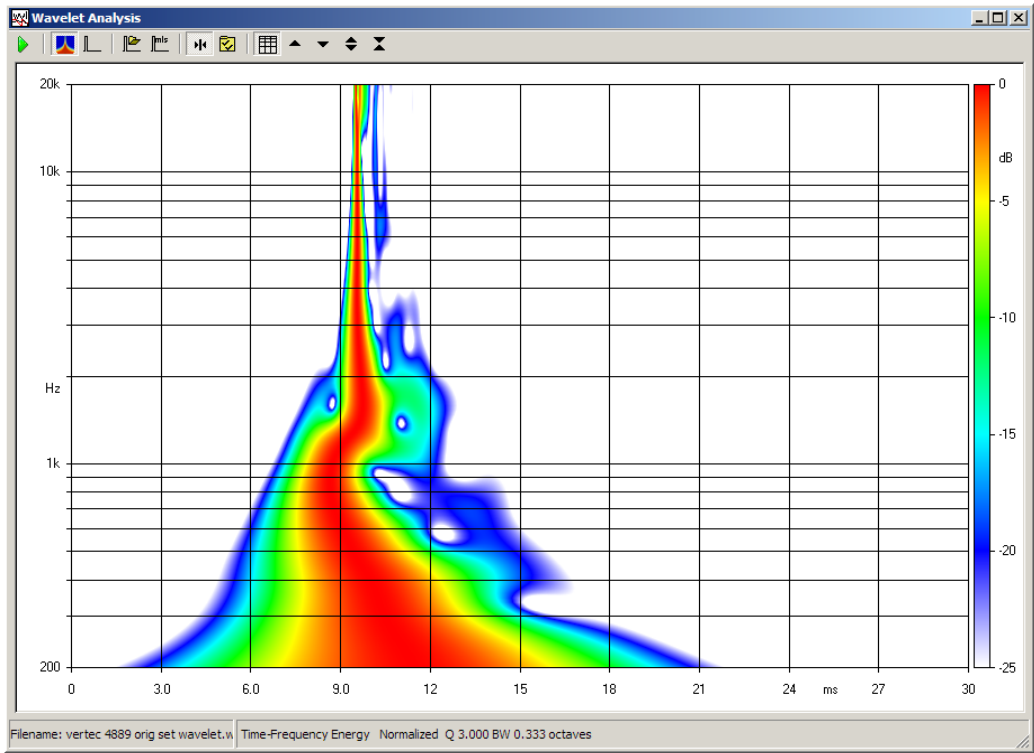 Wavelet Analysis
mls
20k
10k
Hz
1k
200
0
3.0
6.0
9.0
12
15
18
21
24
ms
27
30
0
dB
-5
-10
-15
-20
-25
Filename: vertec 4889 orig set wavelet.w
Time-Frequency Energy Normalized Q 3.000 BW 0.333 octaves